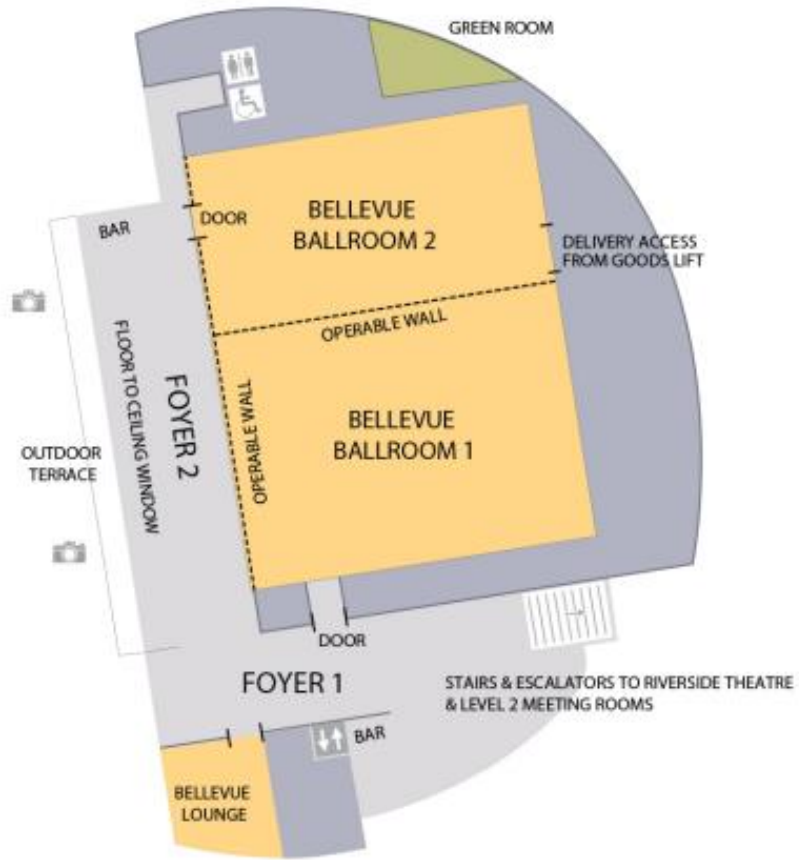 GREEN ROOM
BELLEVUE
BALLROOM 2
DOOR
BAR
DELIVERY ACCESS
FROM GOODS LIFT
OPERABLE WALL
FLOOR TO CEILING WINDOW
FOYER 2
OPERABLE WALL
BELLEVUE
BALLROOM 1
OUTDOOR
TERRACE
DOOR
FOYER 1
STAIRS & ESCALATORS TO RIVERSIDE THEATRE
& LEVEL 2 MEETING ROOMS
BAR
BELLEVUE
LOUNGE